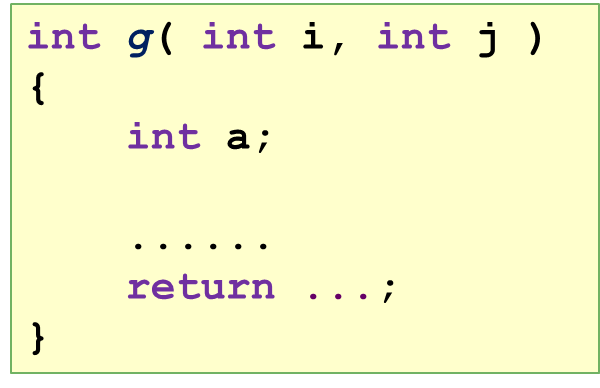 int g( int i, int j )
{
int a;
......
return ...;
}